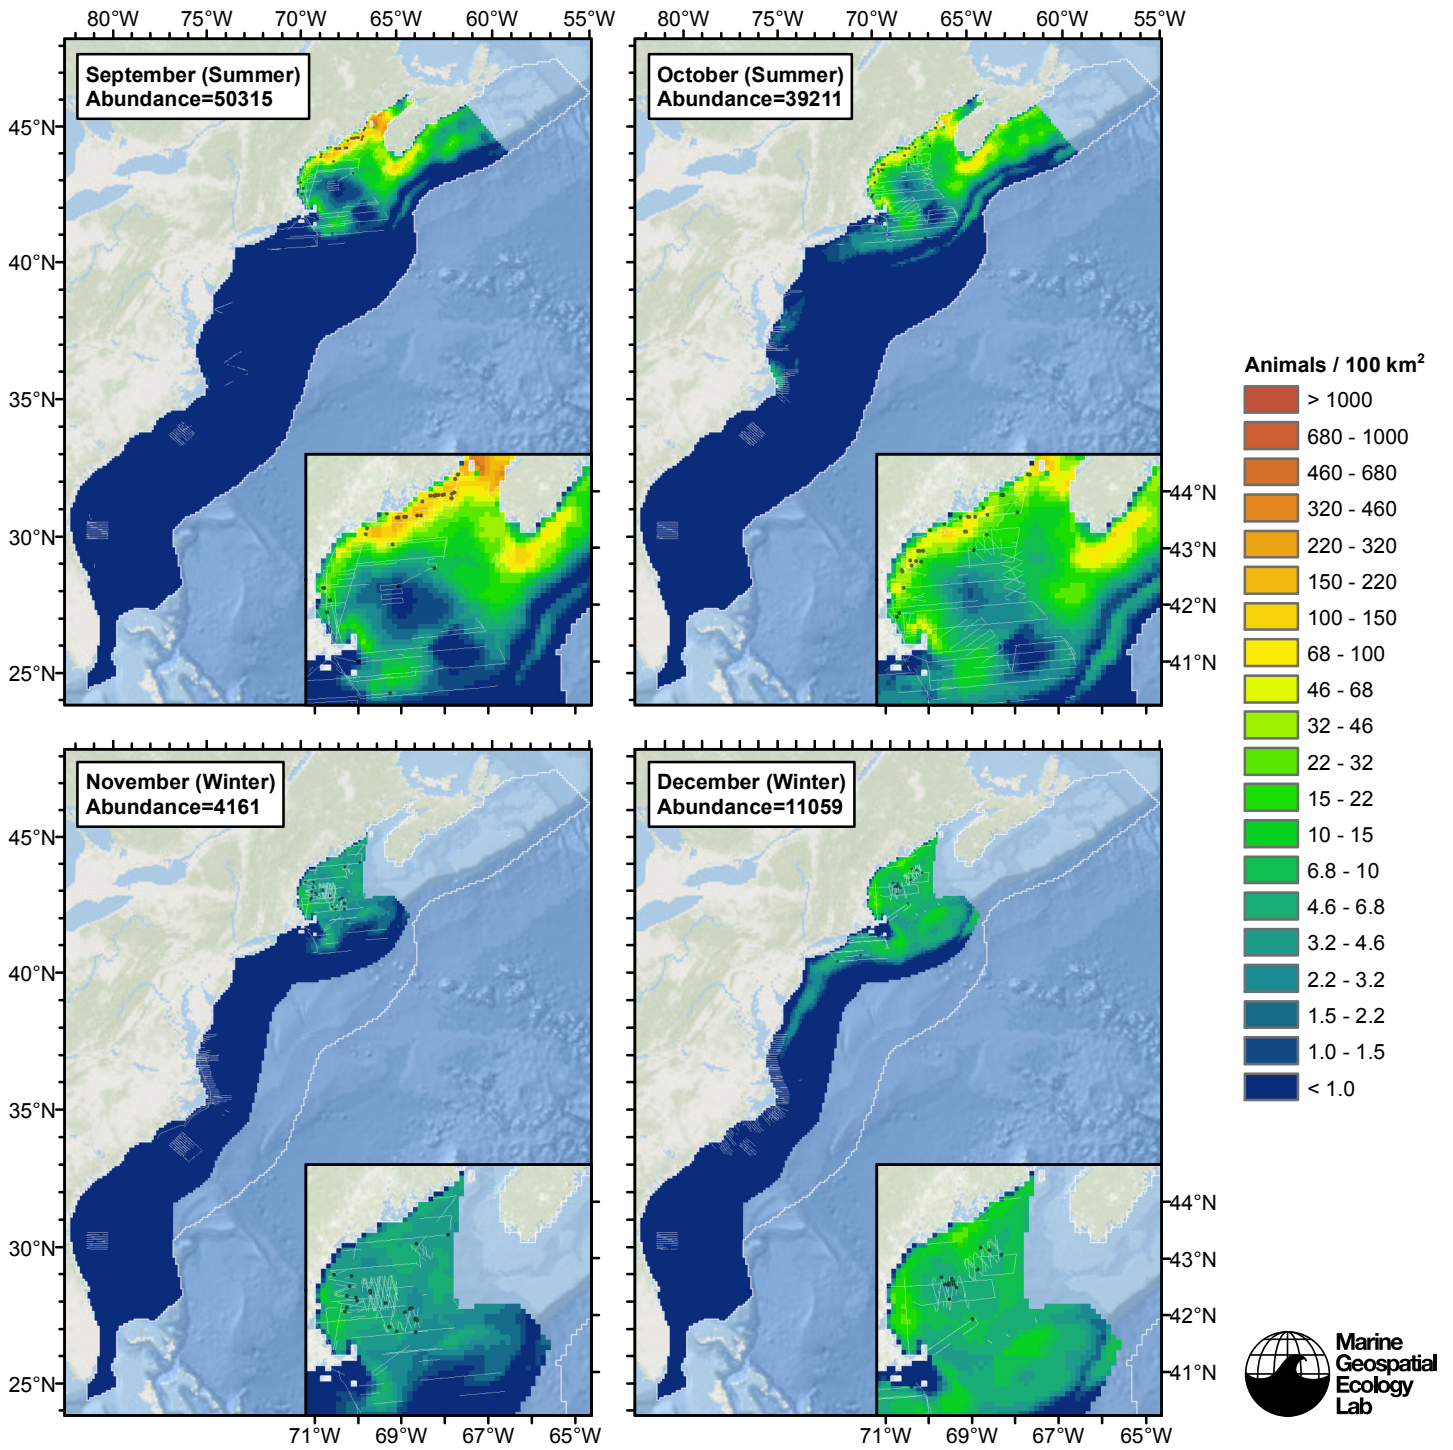 80°W 75°W 70°W 65°W 60°W 55°W
80°W 75°W 70°W 65°W 60°W 55°W
September (Summer)
Abundance=50315
October (Summer)
Abundance=39211
45°N
40°N
35°N
30°N
25°N
44°N
43°N
42°N
41°N
November (Winter)
Abundance=4161
December (Winter)
Abundance=11059
45°N
40°N
35°N
30°N
25°N
44°N
43°N
42°N
41°N
71°W 69°W 67°W 65°W
71°W 69°W 67°W 65°W
Animals / 100 km²
> 1000
680 - 1000
460 - 680
320 - 460
220 - 320
150 - 220
100 - 150
68 - 100
46 - 68
32 - 46
22 - 32
15 - 22
10 - 15
6.8 - 10
4.6 - 6.8
3.2 - 4.6
2.2 - 3.2
1.5 - 2.2
1.0 - 1.5
< 1.0
Marine
Geospatial
Ecology
Lab